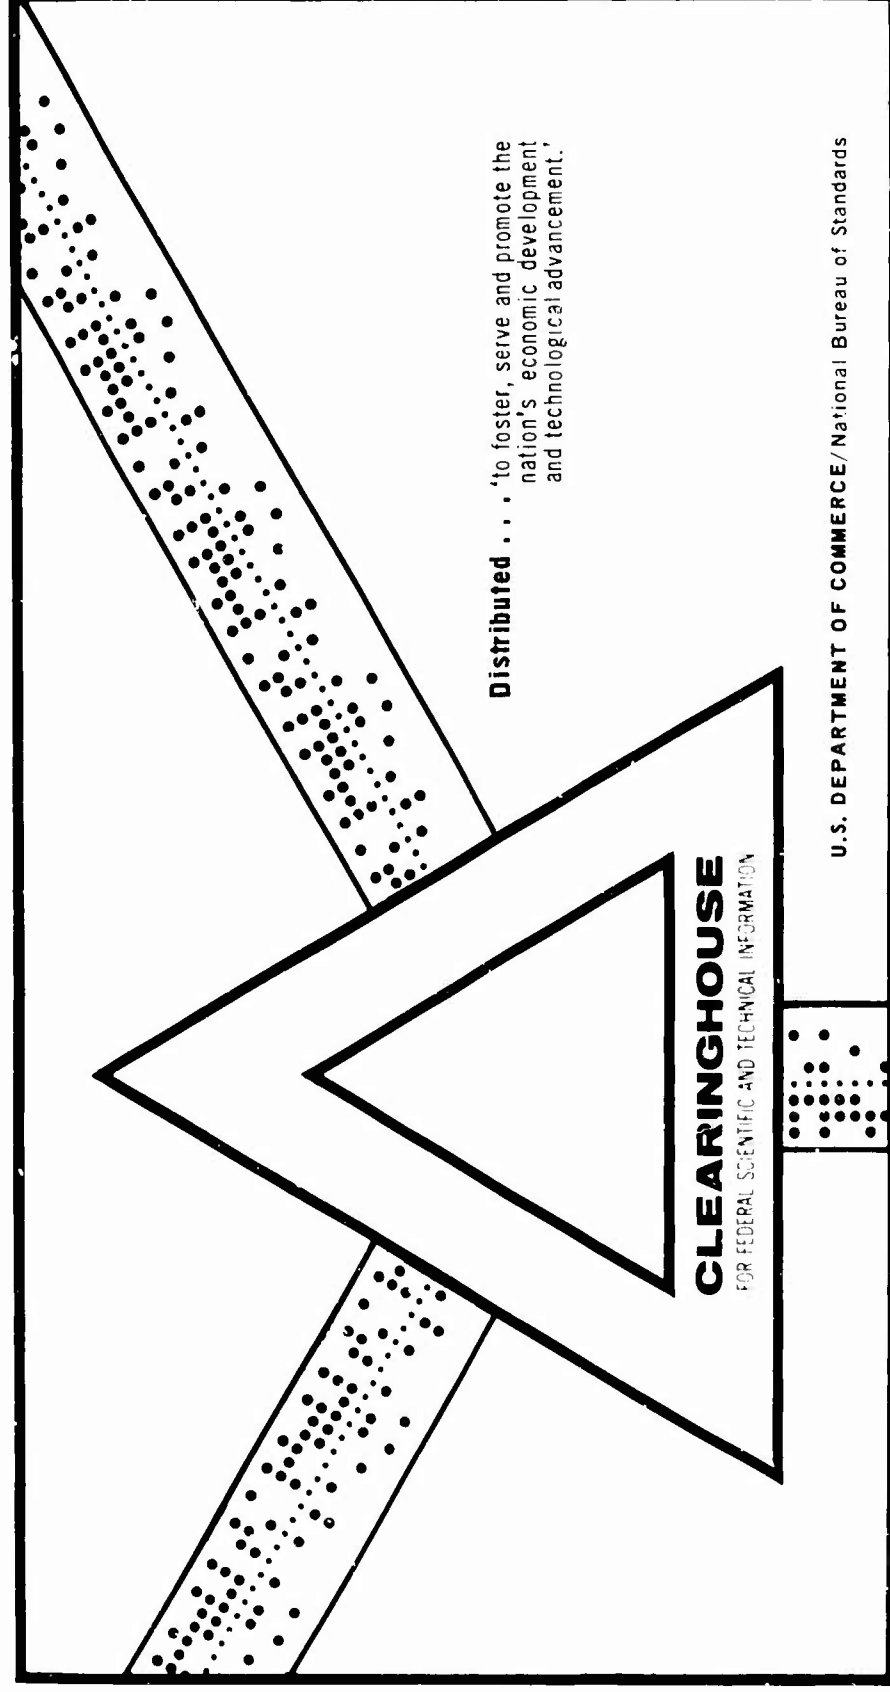 Distributed . . . 'to foster, serve and promote the
nation's economic development
and technological advancement.'
CLEARINGHOUSE
FOR FEDERAL SCIENTIFIC AND TECHNICAL INFORMATION
U.S. DEPARTMENT OF COMMERCE/National Bureau of Standards